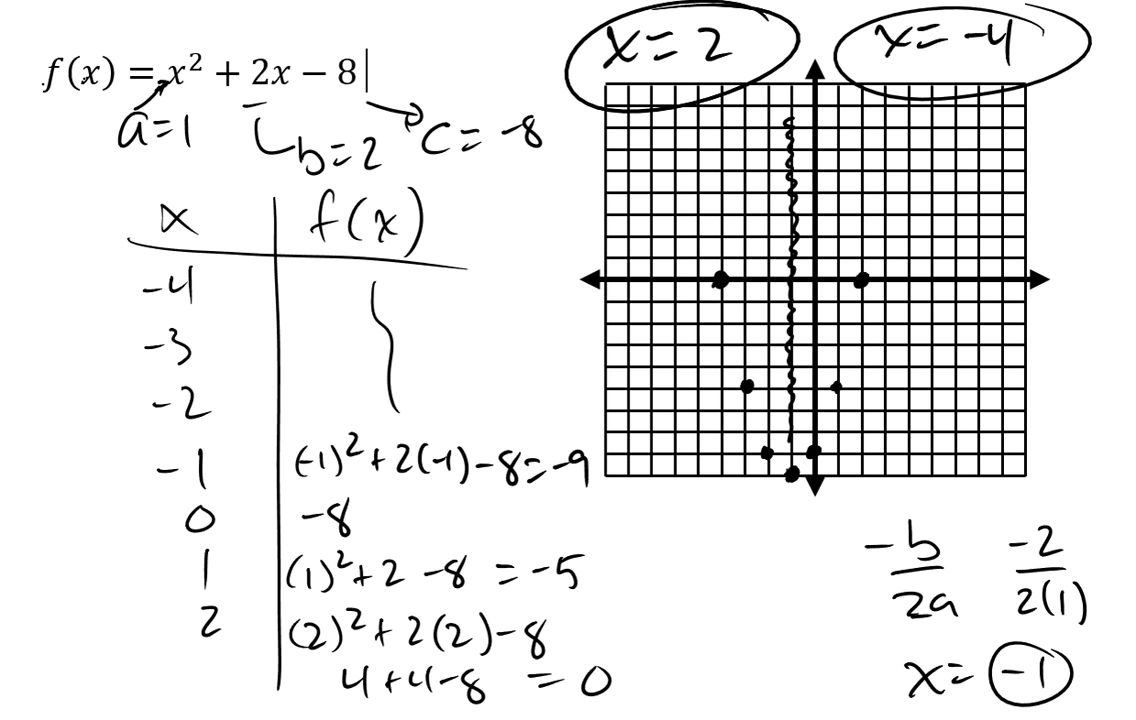 f(x) = x² + 2x − 8
a=1
b=2
c=-8
x f(x)
-4
-3
-2
-1 (-1)²+2(-1)-8=-9
0 -8
1 (1)²+2-8=-5
2 (2)²+2(2)-8
4+4-8=0
x=2
x=-4
-b/2a -2/2(1)
x=-1